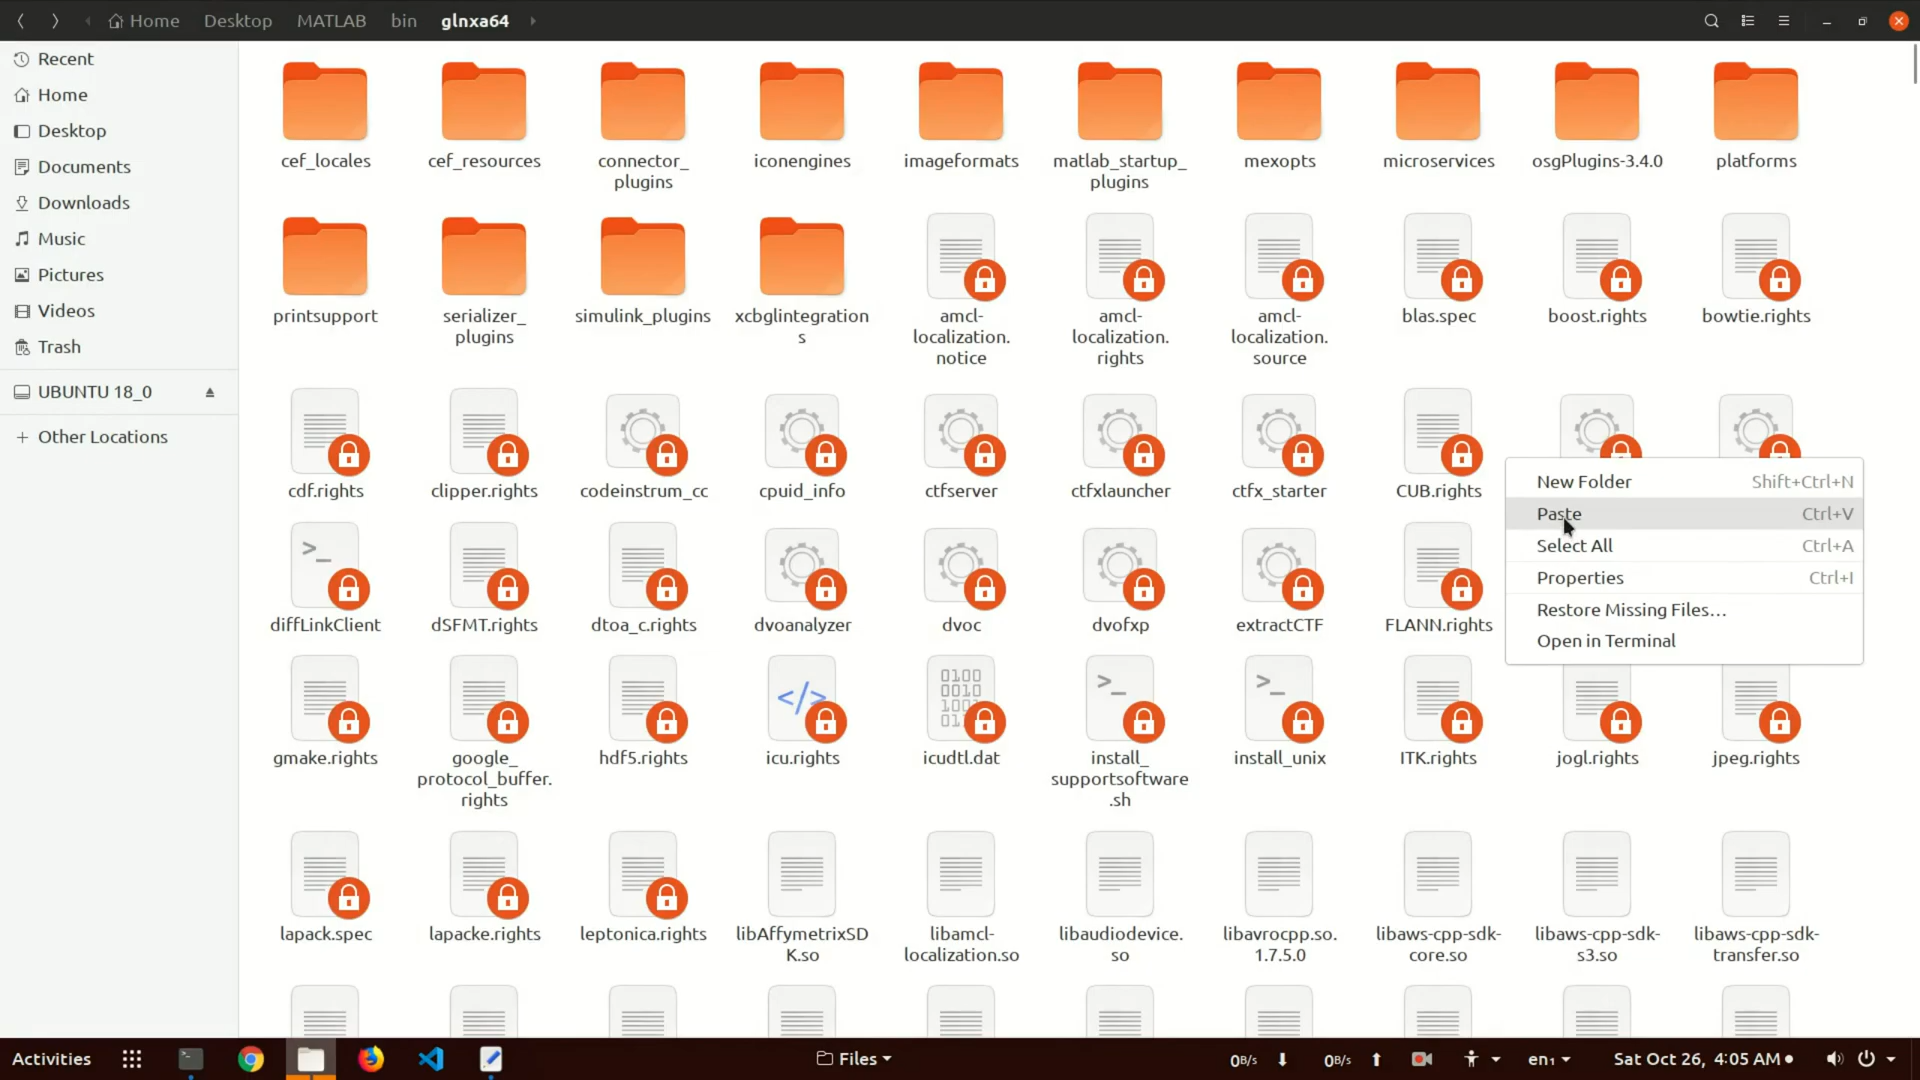 Home
Desktop
MATLAB
bin
glnxa64
Recent
Home
Desktop
Documents
Downloads
Music
Pictures
Videos
Trash
UBUNTU 18_0
Other Locations
cef_locales
cef_resources
connector_
plugins
iconengines
imageformats
matlab_startup_
plugins
mexopts
microservices
osgPlugins-3.4.0
platforms
printsupport
serializer_
plugins
simulink_plugins
xcbglintegration
s
amcl-
localization.
notice
amcl-
localization.
rights
amcl-
localization.
source
blas.spec
boost.rights
bowtie.rights
cdf.rights
clipper.rights
codeinstrum_cc
cpuid_info
ctfserver
ctfxlauncher
ctfx_starter
CUB.rights
New Folder Shift+Ctrl+N
Paste Ctrl+V
Select All Ctrl+A
Properties Ctrl+I
Restore Missing Files…
Open in Terminal
diffLinkClient
dSFMT.rights
dtoa_c.rights
dvoanalyzer
dvoc
dvofxp
extractCTF
FLANN.rights
gmake.rights
google_
protocol_buffer.
rights
hdf5.rights
icu.rights
icudtl.dat
install_
supportsoftware
.sh
install_unix
ITK.rights
jogl.rights
jpeg.rights
lapack.spec
lapacke.rights
leptonica.rights
libAffymetrixSD
K.so
libamcl-
localization.so
libaudiodevice.
so
libavrocpp.so.
1.7.5.0
libaws-cpp-sdk-
core.so
libaws-cpp-sdk-
s3.so
libaws-cpp-sdk-
transfer.so
Activities
Files
0B/s
0B/s
en₁
Sat Oct 26, 4:05 AM